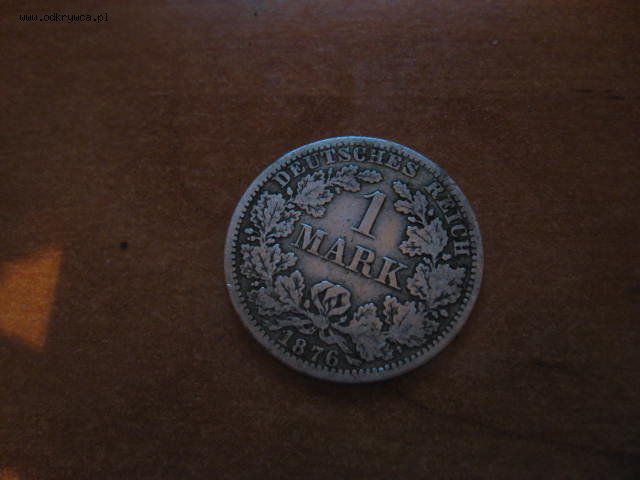 www.odkrywca.pl
DEUTSCHES REICH
1
MARK
1876